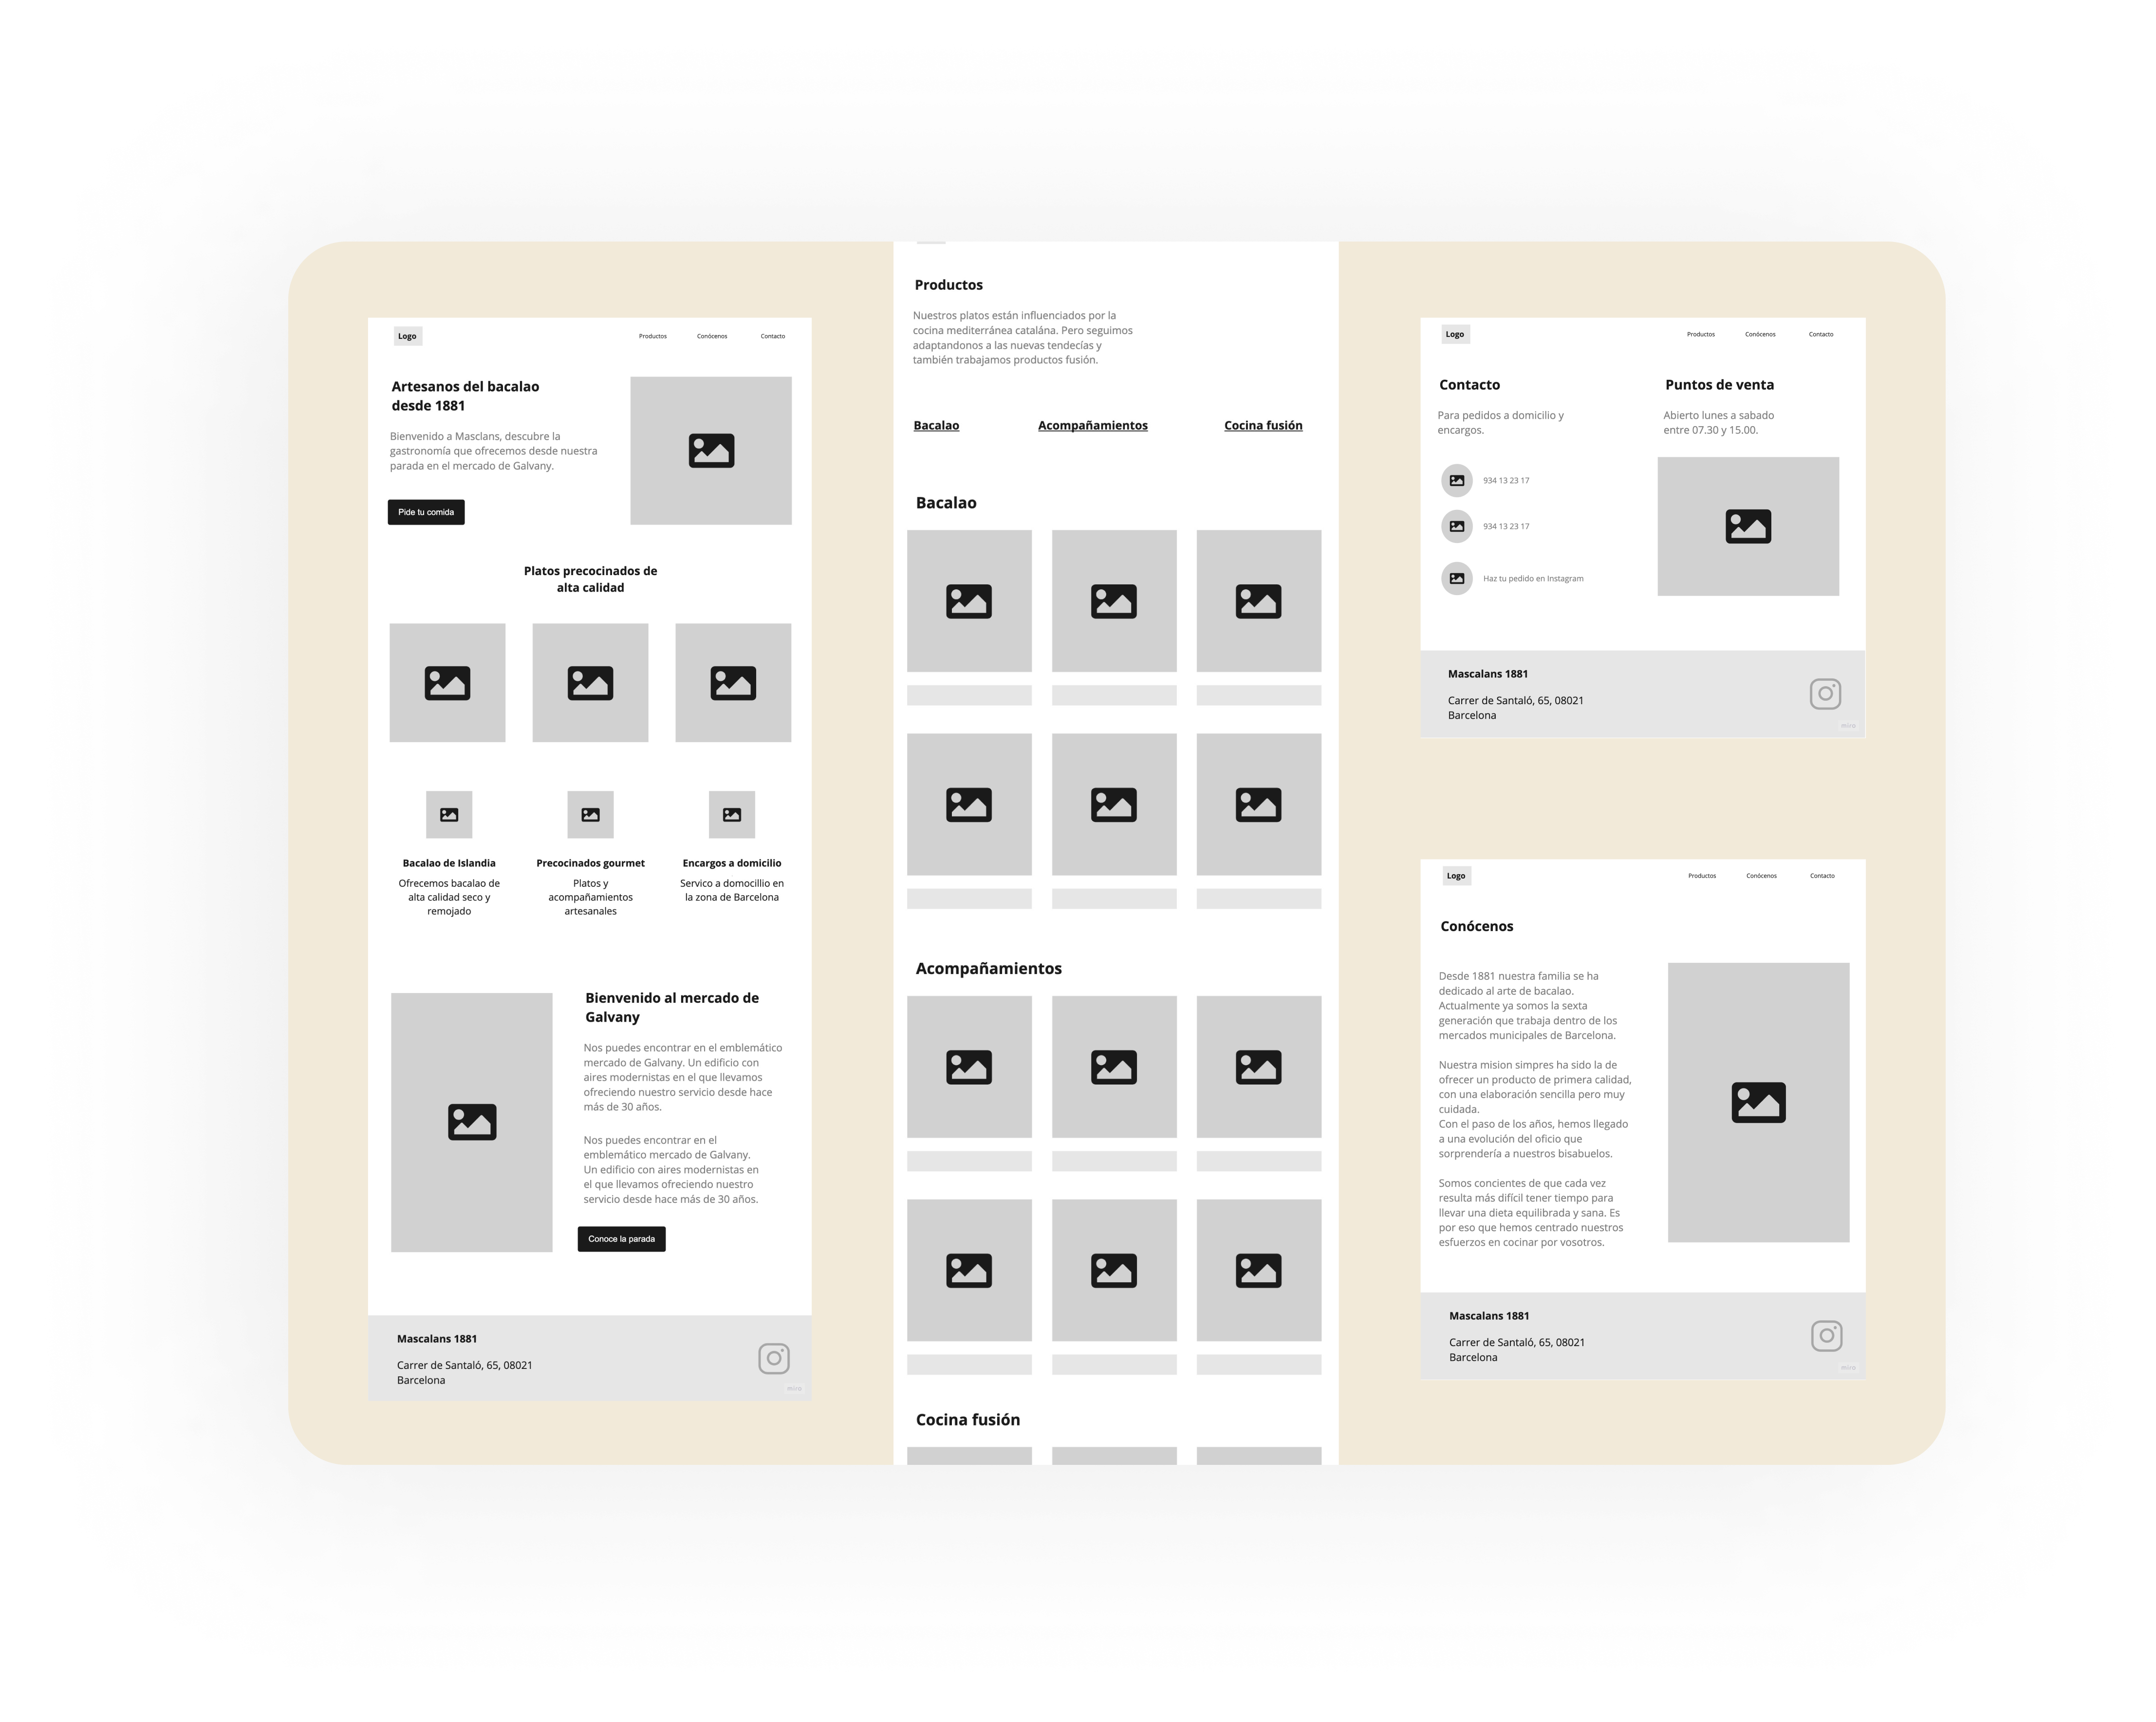 Logo
Productos
Conócenos
Contacto
Artesanos del bacalao
desde 1881
Bienvenido a Masclans, descubre la
gastronomía que ofrecemos desde nuestra
parada en el mercado de Galvany.
Pide tu comida
Platos precocinados de
alta calidad
Bacalao de Islandia
Ofrecemos bacalao de
alta calidad seco y
remojado
Precocinados gourmet
Platos y
acompañamientos
artesanales
Encargos a domicilio
Servico a domocillio en
la zona de Barcelona
Bienvenido al mercado de
Galvany
Nos puedes encontrar en el emblemático
mercado de Galvany. Un edificio con
aires modernistas en el que llevamos
ofreciendo nuestro servicio desde hace
más de 30 años.
Nos puedes encontrar en el
emblemático mercado de Galvany.
Un edificio con aires modernistas en
el que llevamos ofreciendo nuestro
servicio desde hace más de 30 años.
Conoce la parada
Mascalans 1881
Carrer de Santaló, 65, 08021
Barcelona
miro
Productos
Nuestros platos están influenciados por la
cocina mediterránea catalána. Pero seguimos
adaptandonos a las nuevas tendecías y
también trabajamos productos fusión.
Bacalao
Acompañamientos
Cocina fusión
Bacalao
Acompañamientos
Cocina fusión
Logo
Productos
Conócenos
Contacto
Contacto
Para pedidos a domicilio y
encargos.
934 13 23 17
934 13 23 17
Haz tu pedido en Instagram
Puntos de venta
Abierto lunes a sabado
entre 07.30 y 15.00.
Mascalans 1881
Carrer de Santaló, 65, 08021
Barcelona
miro
Logo
Productos
Conócenos
Contacto
Conócenos
Desde 1881 nuestra familia se ha
dedicado al arte de bacalao.
Actualmente ya somos la sexta
generación que trabaja dentro de los
mercados municipales de Barcelona.
Nuestra mision simpres ha sido la de
ofrecer un producto de primera calidad,
con una elaboración sencilla pero muy
cuidada.
Con el paso de los años, hemos llegado
a una evolución del oficio que
sorprendería a nuestros bisabuelos.
Somos concientes de que cada vez
resulta más difícil tener tiempo para
llevar una dieta equilibrada y sana. Es
por eso que hemos centrado nuestros
esfuerzos en cocinar por vosotros.
Mascalans 1881
Carrer de Santaló, 65, 08021
Barcelona
miro